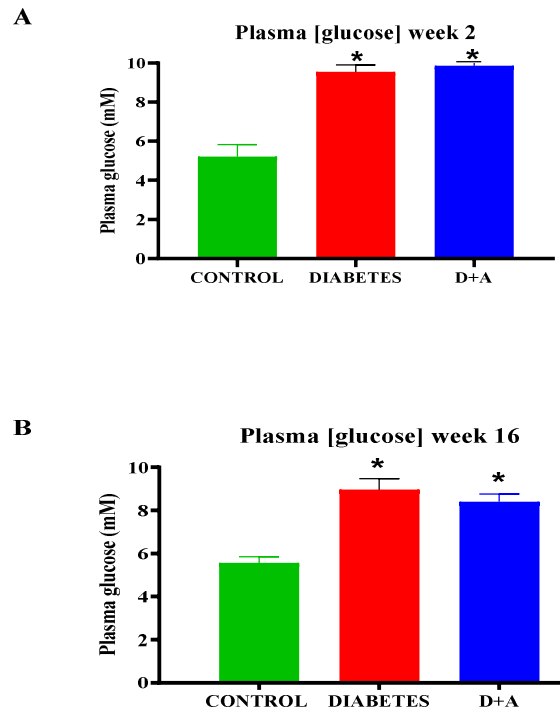 A
Plasma [glucose] week 2
Plasma glucose (mM)
10
8
6
4
2
0
*
*
CONTROL DIABETES D+A
B
Plasma [glucose] week 16
Plasma glucose (mM)
10
8
6
4
2
0
*
*
CONTROL DIABETES D+A